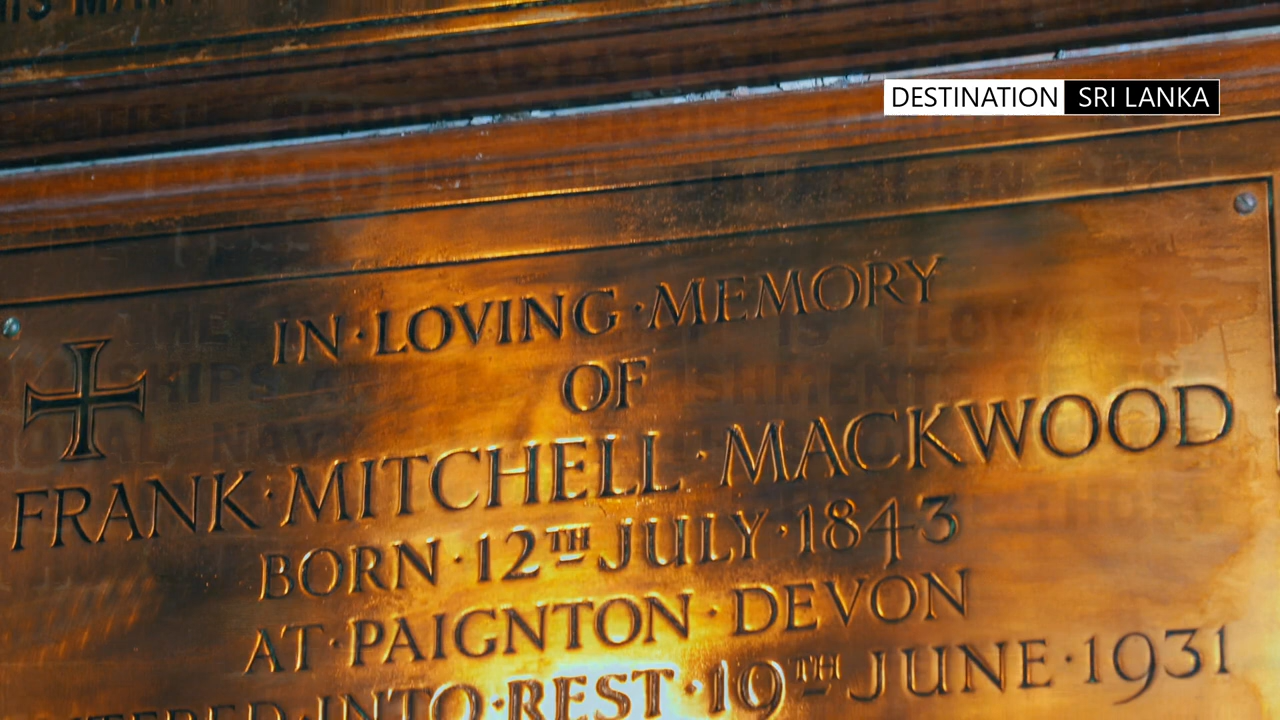 DESTINATION SRI LANKA
IN·LOVING·MEMORY
OF
FRANK·MITCHELL·MACKWOOD
BORN·12TH JULY·1843
AT·PAIGNTON·DEVON
INTO·REST·19TH JUNE·1931